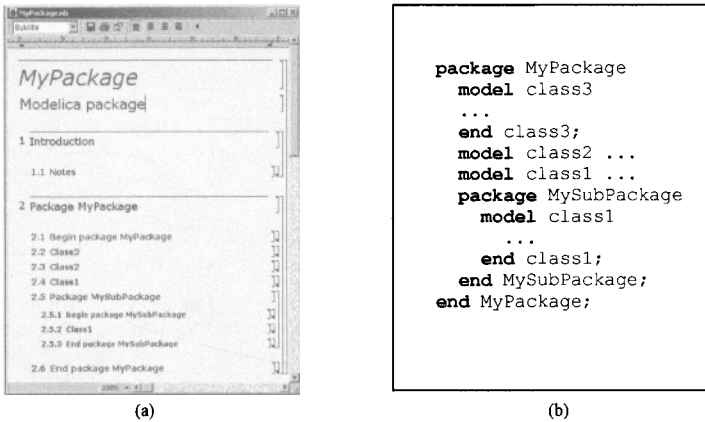 MyPackage.nb
Subtitle
MyPackage
Modelica package
1 Introduction
1.1 Notes
2 Package MyPackage
2.1 Begin package MyPackage
2.2 Class3
2.3 Class2
2.4 Class1
2.5 Package MySubPackage
2.5.1 Begin package MySubPackage
2.5.2 Class1
2.5.3 End package MySubPackage
2.6 End package MyPackage
100%
(a)
package MyPackage
model class3
...
end class3;
model class2 ...
model class1 ...
package MySubPackage
model class1
...
end class1;
end MySubPackage;
end MyPackage;
(b)